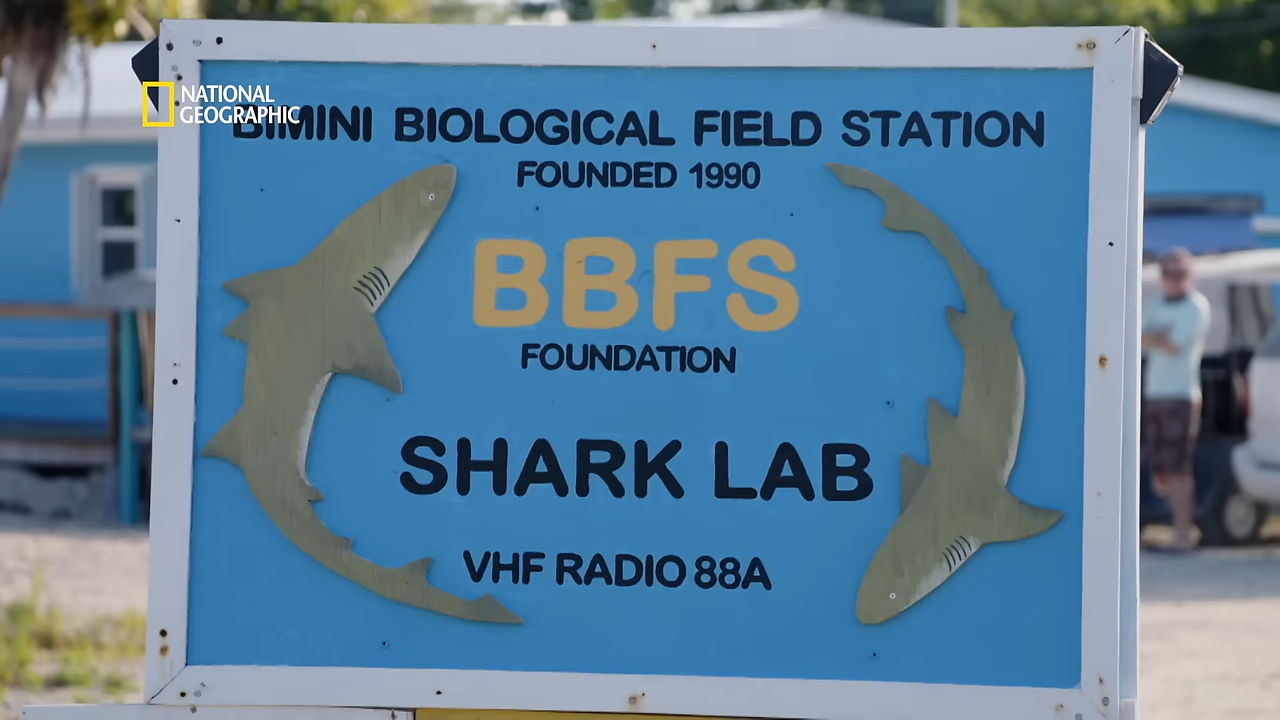 NATIONAL
GEOGRAPHIC
BIMINI BIOLOGICAL FIELD STATION
FOUNDED 1990
BBFS
FOUNDATION
SHARK LAB
VHF RADIO 88A